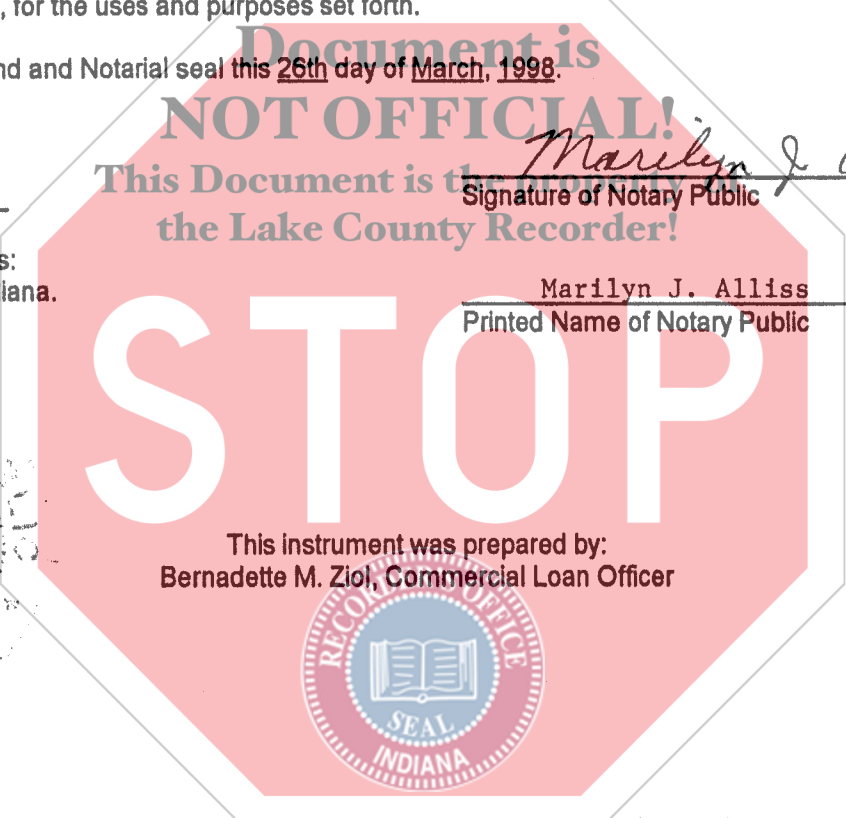 , for the uses and purposes set forth.
Document is
nd and Notarial seal this 26th day of March, 1998.
NOT OFFICIAL!
Marilyn J
This Document is the property of
Signature of Notary Public
the Lake County Recorder!
s:
iana.
Marilyn J. Alliss
Printed Name of Notary Public
STOP
This instrument was prepared by:
Bernadette M. Ziol, Commercial Loan Officer
RECORDER'S OFFICE
SEAL
INDIANA